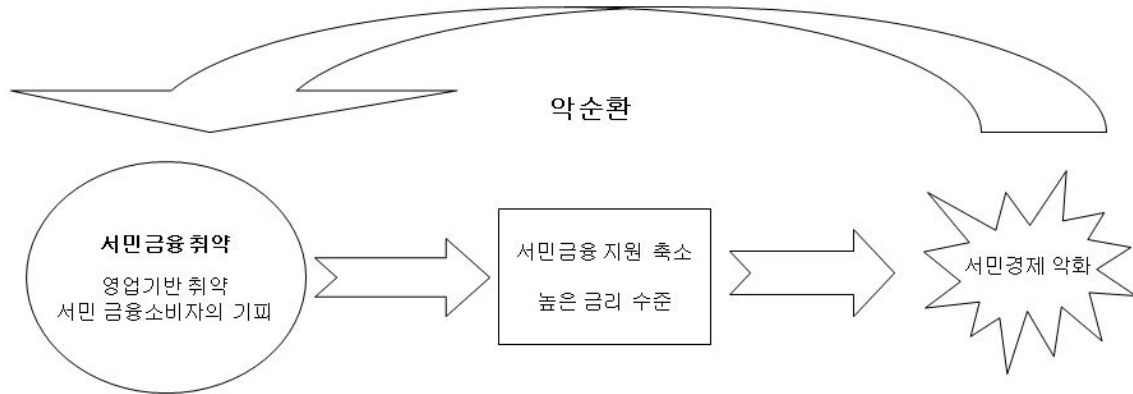 악순환
서민금융 취약
영업기반 취약
서민 금융소비자의 기피
서민금융 지원 축소
높은 금리 수준
서민경제 악화